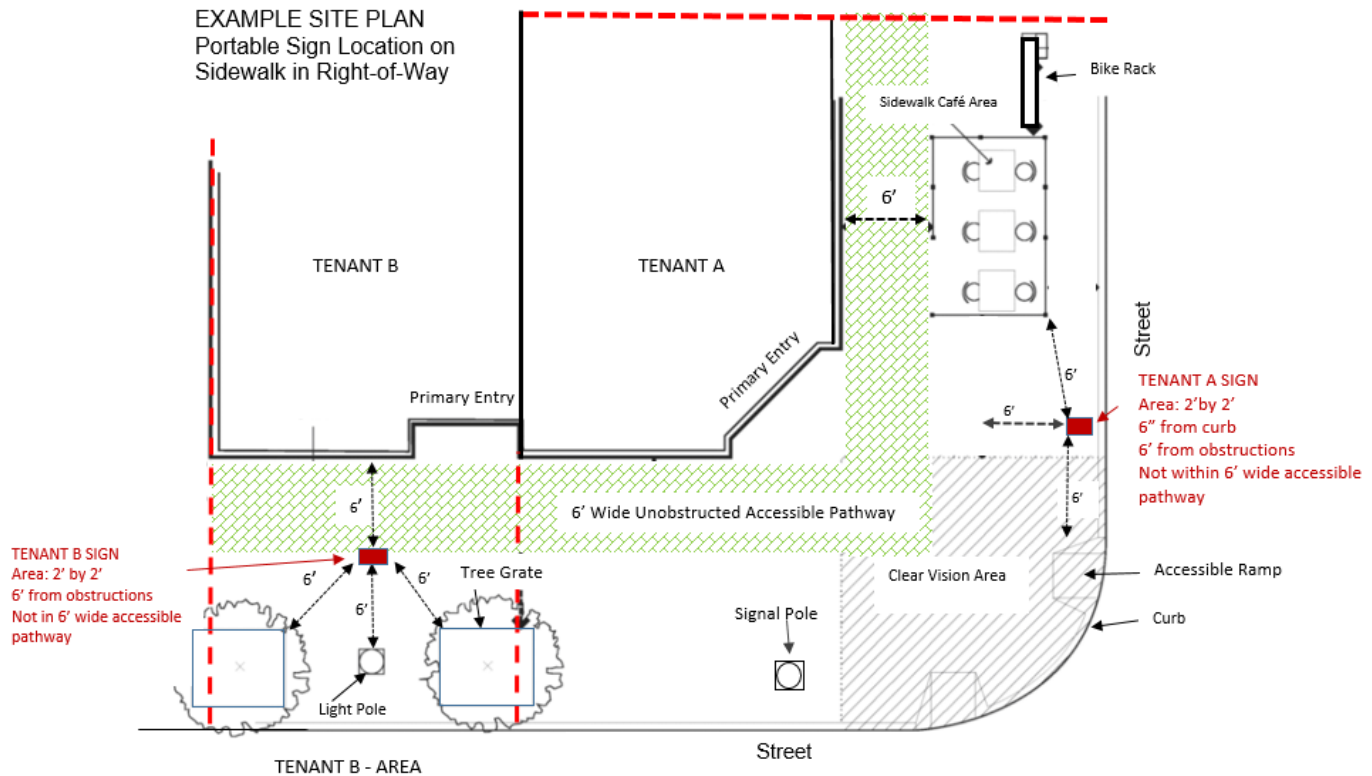 EXAMPLE SITE PLAN
Portable Sign Location on
Sidewalk in Right-of-Way
Bike Rack
Sidewalk Café Area
6’
TENANT B
TENANT A
Street
Primary Entry
Primary Entry
6’
6’
TENANT A SIGN
Area: 2’by 2’
6” from curb
6’ from obstructions
Not within 6’ wide accessible
pathway
6’
6’
6’ Wide Unobstructed Accessible Pathway
TENANT B SIGN
Area: 2’ by 2’
6’ from obstructions
Not in 6’ wide accessible
pathway
6’
6’
6’
Tree Grate
Clear Vision Area
Accessible Ramp
Signal Pole
Curb
Light Pole
Street
TENANT B - AREA